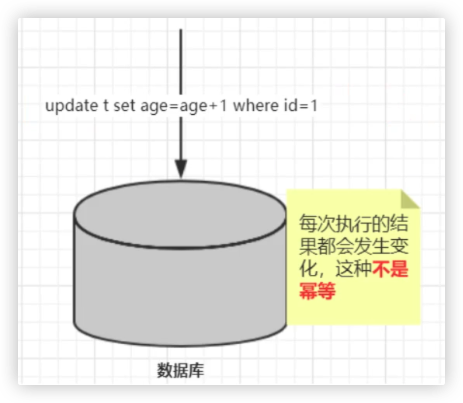 update t set age=age+1 where id=1
每次执行的结
果都会发生变
化，这种不是
幂等
数据库